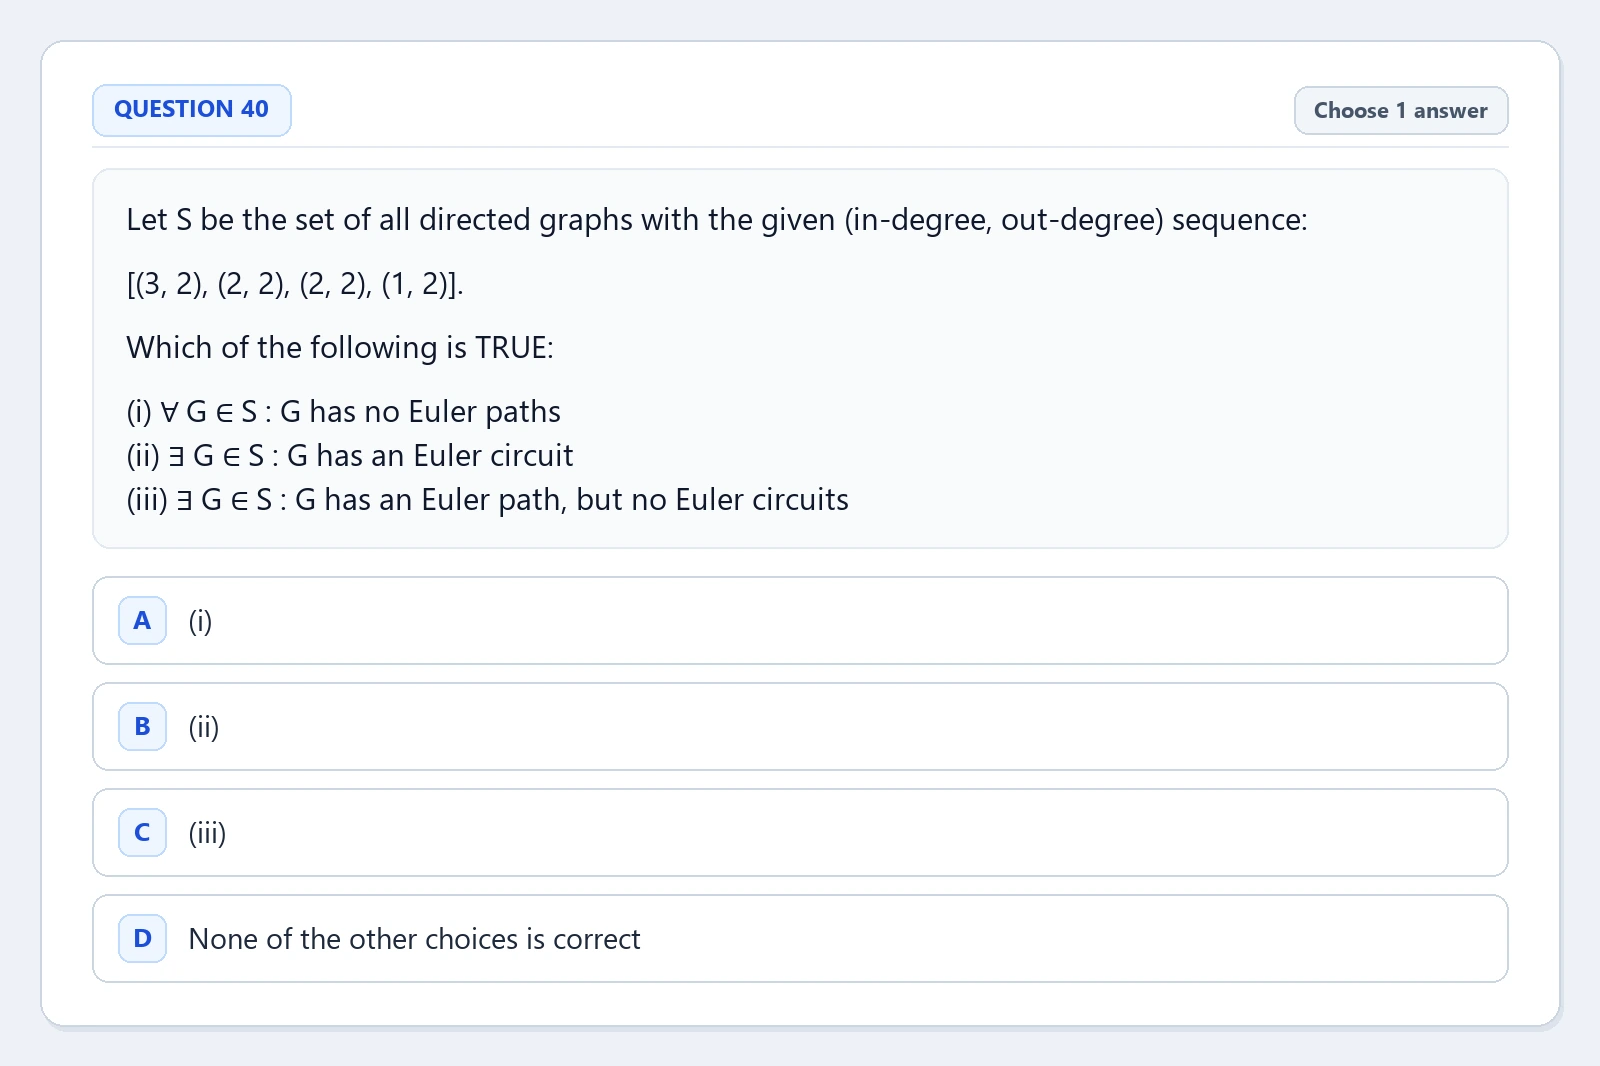 QUESTION 40
Choose 1 answer
Let S be the set of all directed graphs with the given (in-degree, out-degree) sequence:
[(3, 2), (2, 2), (2, 2), (1, 2)].
Which of the following is TRUE:
(i) ∀ G ∈ S : G has no Euler paths
(ii) ∃ G ∈ S : G has an Euler circuit
(iii) ∃ G ∈ S : G has an Euler path, but no Euler circuits
A (i)
B (ii)
C (iii)
D None of the other choices is correct